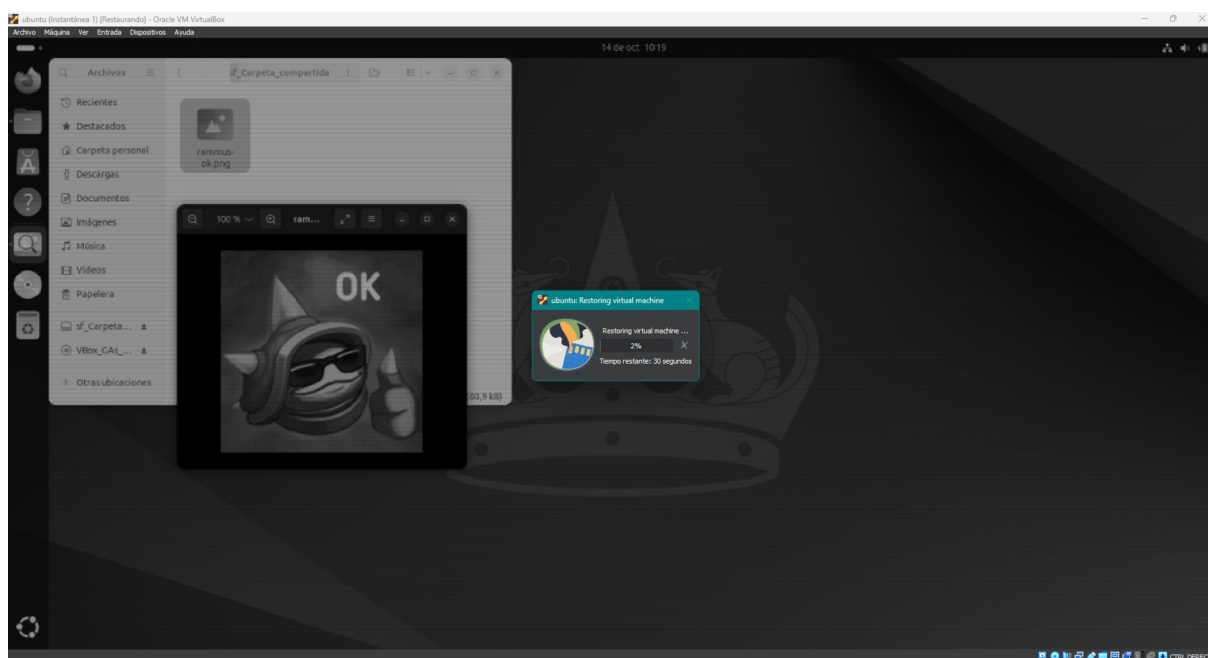 ubuntu (Instantánea 1) [Restaurando] - Oracle VM VirtualBox
Archivo Máquina Ver Entrada Dispositivos Ayuda
14 de oct 10:19
Archivos
sf_Carpeta_compartida
Recientes
Destacados
Carpeta personal
Descargas
Documentos
Imágenes
Música
Vídeos
Papelera
sf_Carpeta...
VBox_GAs_...
+ Otras ubicaciones
rammus-
ok.png
60,9 kB)
100 %
ram...
OK
ubuntu: Restoring virtual machine
Restoring virtual machine ...
2%
Tiempo restante: 30 segundos
CTRL DEREC